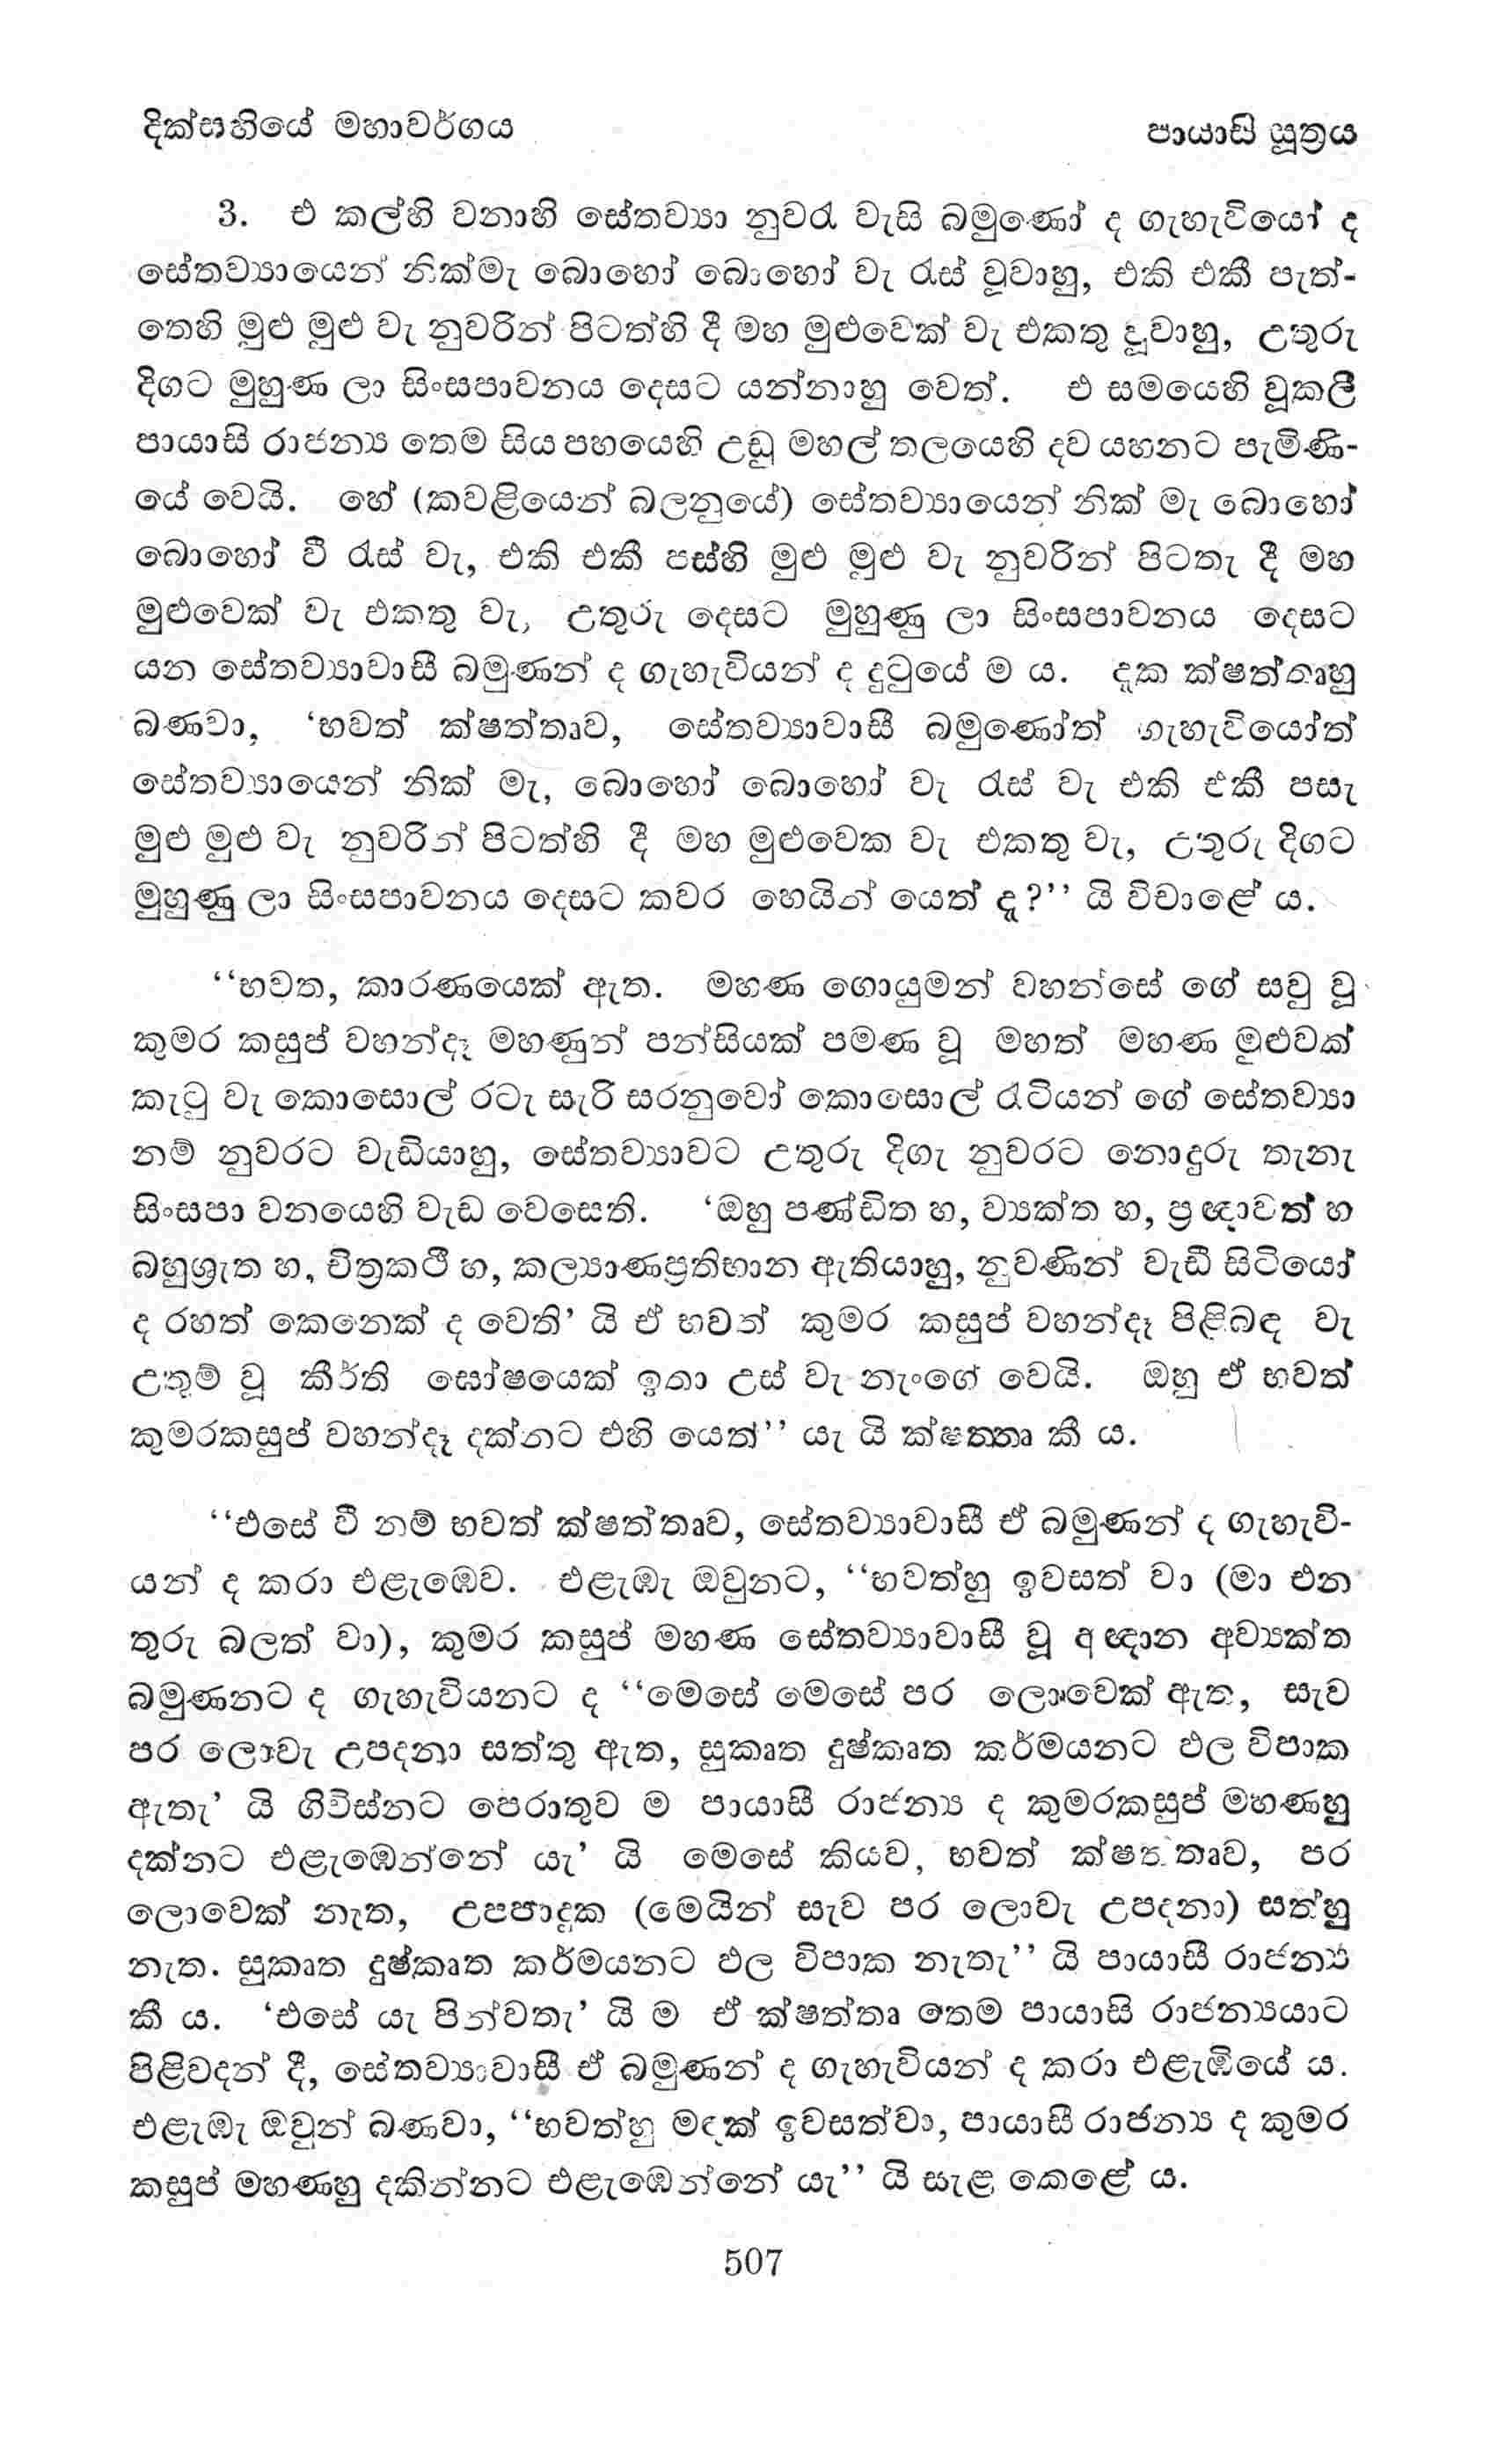 දික්සඟියේ මහාවර්ගය
පායාසි සූත්‍රය
3. එ කල්හි වනාහි සේතව්‍යා නුවර වැසි බමුණෝ ද ගැහැවියෝ ද
සේතව්‍යායෙන් නික්මැ බොහෝ බොහෝ වැ රැස් වූවාහු, එකි එකී පැත්-
තෙහි මුළු මුළු වැ නුවරින් පිටත්හි දී මහ මුළුවෙක් වැ එකතු වූවාහු, උතුරු
දිගට මුහුණ ලා සිංසපාවනය දෙසට යන්නාහු වෙත්. එ සමයෙහි වූකලී
පායාසි රාජන්‍ය තෙම සිය පහයෙහි උඩු මහල් තලයෙහි දව යහනට පැමිණි-
යේ වෙයි. හේ (කවළියෙන් බලනුයේ) සේතව්‍යායෙන් නික් මැ බොහෝ
බොහෝ වී රැස් වැ, එකි එකී පස්හි මුළු මුළු වැ නුවරින් පිටතැ දී මහ
මුළුවෙක් වැ එකතු වැ, උතුරු දෙසට මුහුණු ලා සිංසපාවනය දෙසට
යන සේතව්‍යාවාසී බමුණන් ද ගැහැවියන් ද දුටුයේ ම ය. දැක ක්ෂත්තෘහු
බණවා, ‘භවත් ක්ෂත්තෘව, සේතව්‍යාවාසී බමුණෝත් ගැහැවියෝත්
සේතව්‍යායෙන් නික් මැ, බොහෝ බොහෝ වැ රැස් වැ එකි එකී පසැ
මුළු මුළු වැ නුවරින් පිටත්හි දී මහ මුළුවෙක වැ එකතු වැ, උතුරු දිගට
මුහුණු ලා සිංසපාවනය දෙසට කවර හෙයින් යෙත් දැ?’’ යි විචාළේ ය.
‘‘භවත, කාරණයෙක් ඇත. මහණ ගොයුමන් වහන්සේ ගේ සව්‍ වූ
කුමර කසුප් වහන්දෑ මහණුන් පන්සියක් පමණ වූ මහත් මහණ මුළුවක්
කැටු වැ කොසොල් රටැ සැරි සරනුවෝ කොසොල් රැටියන් ගේ සේතව්‍යා
නම් නුවරට වැඩියාහු, සේතව්‍යාවට උතුරු දිගැ නුවරට නොදුරු තැනැ
සිංසපා වනයෙහි වැඩ වෙසෙති. ‘ඔහු පණ්ඩිත හ, ව්‍යක්ත හ, ප්‍රඥාවත් හ
බහුශ්‍රැත හ, චිත්‍රකථී හ, කල්‍යාණප්‍රතිභාන ඇතියාහු, නුවණින් වැඩී සිටියෝ
ද රහත් කෙනෙක් ද වෙති’ යි ඒ භවත් කුමර කසුප් වහන්දෑ පිළිබඳ වැ
උතුම් වූ කීර්ති ඝෝෂයෙක් ඉතා උස් වැ නැංගේ වෙයි. ඔහු ඒ භවත්
කුමරකසුප් වහන්දෑ දක්නට එහි යෙත්’’ යැ යි ක්ෂත්තෘ කී ය.
‘‘එසේ වී නම් භවත් ක්ෂත්තෘව, සේතව්‍යාවාසී ඒ බමුණන් ද ගැහැවි-
යන් ද කරා එළැඹෙව. එළැඹැ ඔවුනට, ‘‘භවත්හු ඉවසත් වා (මා එන
තුරු බලත් වා), කුමර කසුප් මහණ සේතව්‍යාවාසී වූ අඥාන අව්‍යක්ත
බමුණනට ද ගැහැවියනට ද ‘‘මෙසේ මෙසේ පර ලොවෙක් ඇත, සැව
පර ලොවැ උපදනා සත්තු ඇත, සුකෘත දුෂ්කෘත කර්මයනට ඵල විපාක
ඇතැ’ යි ගිවිස්නට පෙරාතුව ම පායාසී රාජන්‍ය ද කුමරකසුප් මහණහු
දක්නට එළැඹෙන්නේ යැ’ යි මෙසේ කියව, භවත් ක්ෂත්තෘව, පර
ලොවෙක් නැත, උපපාදුක (මෙයින් සැව පර ලොවැ උපදනා) සත්හු
නැත. සුකෘත දුෂ්කෘත කර්මයනට ඵල විපාක නැතැ’’ යි පායාසී රාජන්‍ය
කී ය. ‘එසේ යැ පින්වතැ’ යි ම ඒ ක්ෂත්තෘ තෙම පායාසි රාජන්‍යයාට
පිළිවදන් දී, සේතව්‍යාවාසී ඒ බමුණන් ද ගැහැවියන් ද කරා එළැඹියේ ය.
එළැඹැ ඔවුන් බණවා, ‘‘භවත්හු මඳක් ඉවසත්වා, පායාසී රාජන්‍ය ද කුමර
කසුප් මහණහු දකින්නට එළැඹෙන්නේ යැ’’ යි සැළ කෙළේ ය.
507